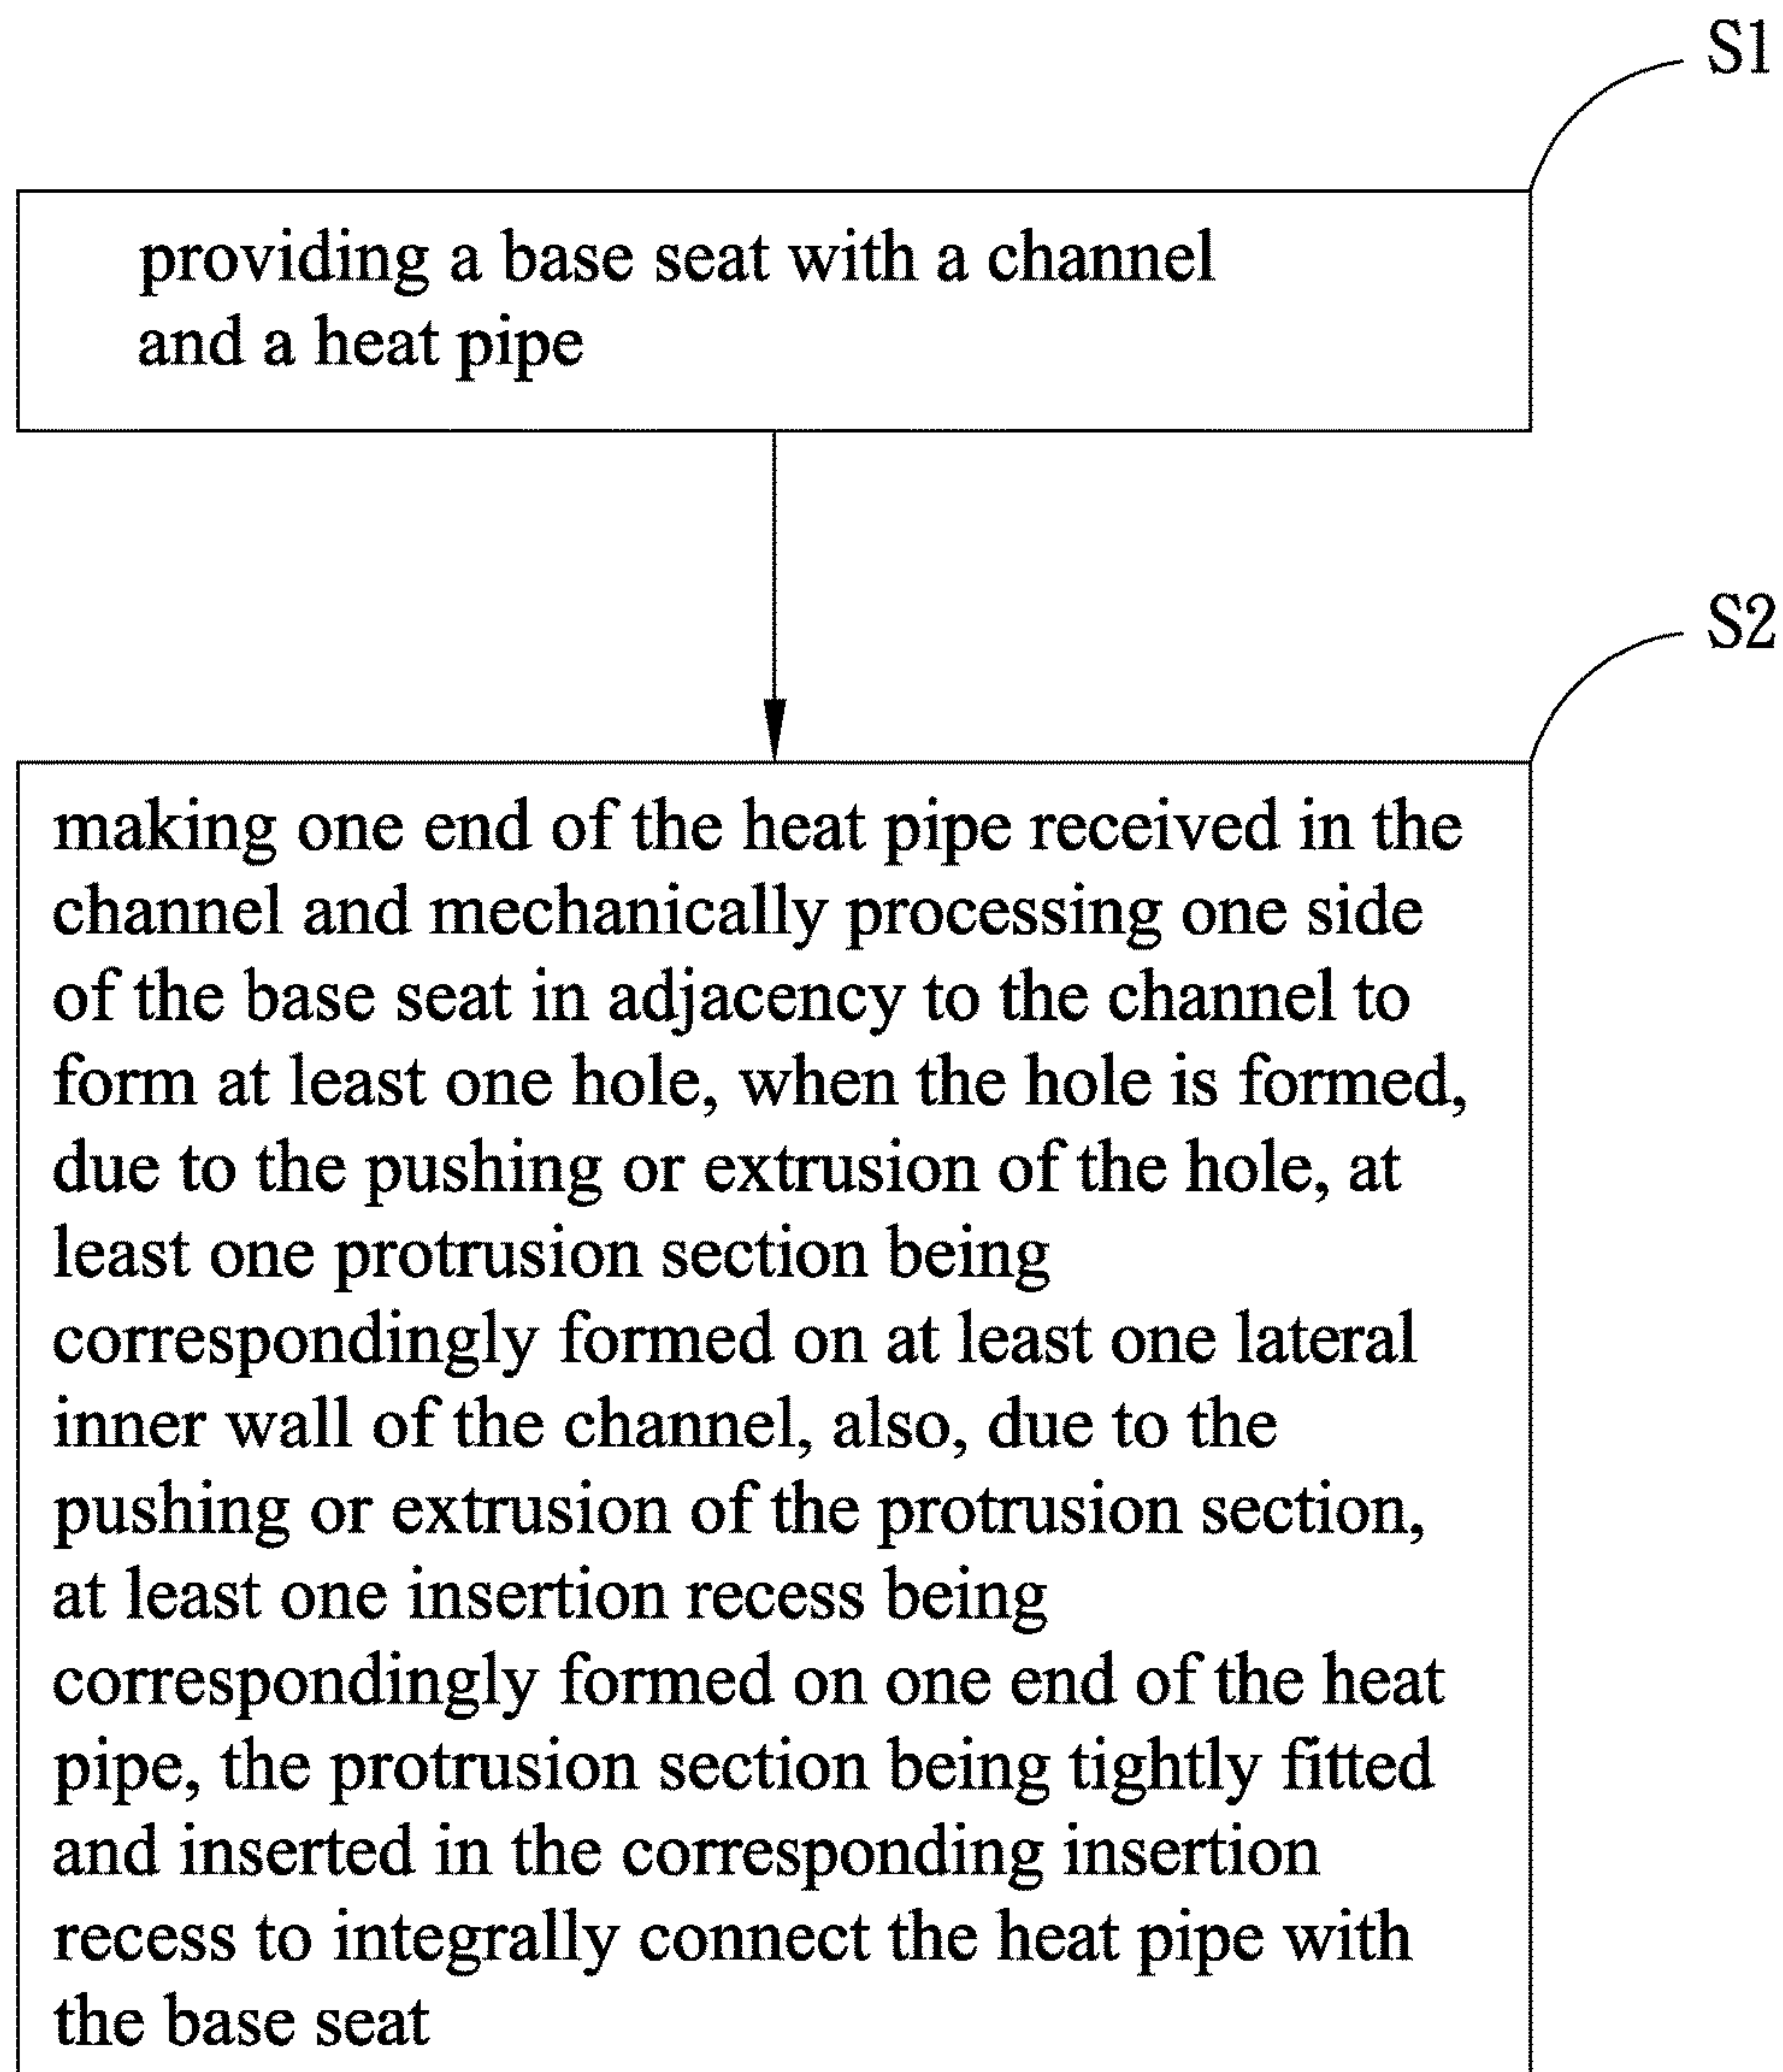 S1
providing a base seat with a channel
and a heat pipe
S2
making one end of the heat pipe received in the
channel and mechanically processing one side
of the base seat in adjacency to the channel to
form at least one hole, when the hole is formed,
due to the pushing or extrusion of the hole, at
least one protrusion section being
correspondingly formed on at least one lateral
inner wall of the channel, also, due to the
pushing or extrusion of the protrusion section,
at least one insertion recess being
correspondingly formed on one end of the heat
pipe, the protrusion section being tightly fitted
and inserted in the corresponding insertion
recess to integrally connect the heat pipe with
the base seat